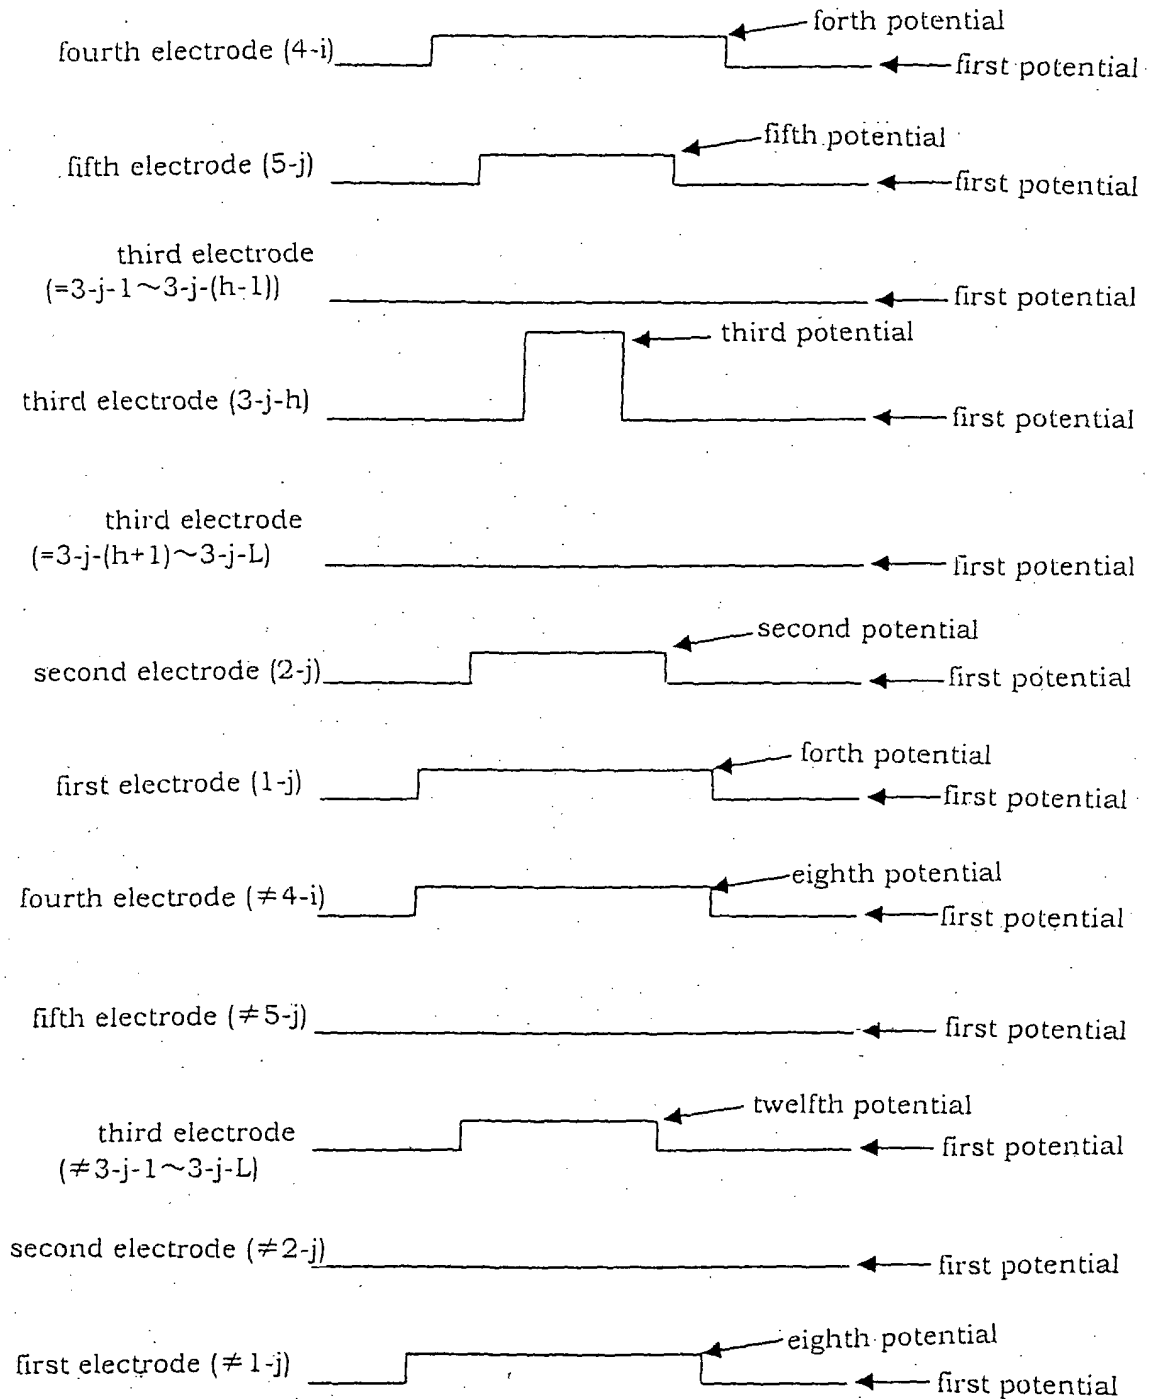 forth potential
fourth electrode (4-i)
first potential
fifth potential
fifth electrode (5-j)
first potential
third electrode
(=3-j-1~3-j-(h-1))
first potential
third potential
third electrode (3-j-h)
first potential
third electrode
(=3-j-(h+1)~3-j-L)
first potential
second potential
second electrode (2-j)
first potential
forth potential
first electrode (1-j)
first potential
eighth potential
fourth electrode (≠4-i)
first potential
fifth electrode (≠5-j)
first potential
twelfth potential
third electrode
(≠3-j-1~3-j-L)
first potential
second electrode (≠2-j)
first potential
eighth potential
first electrode (≠1-j)
first potential